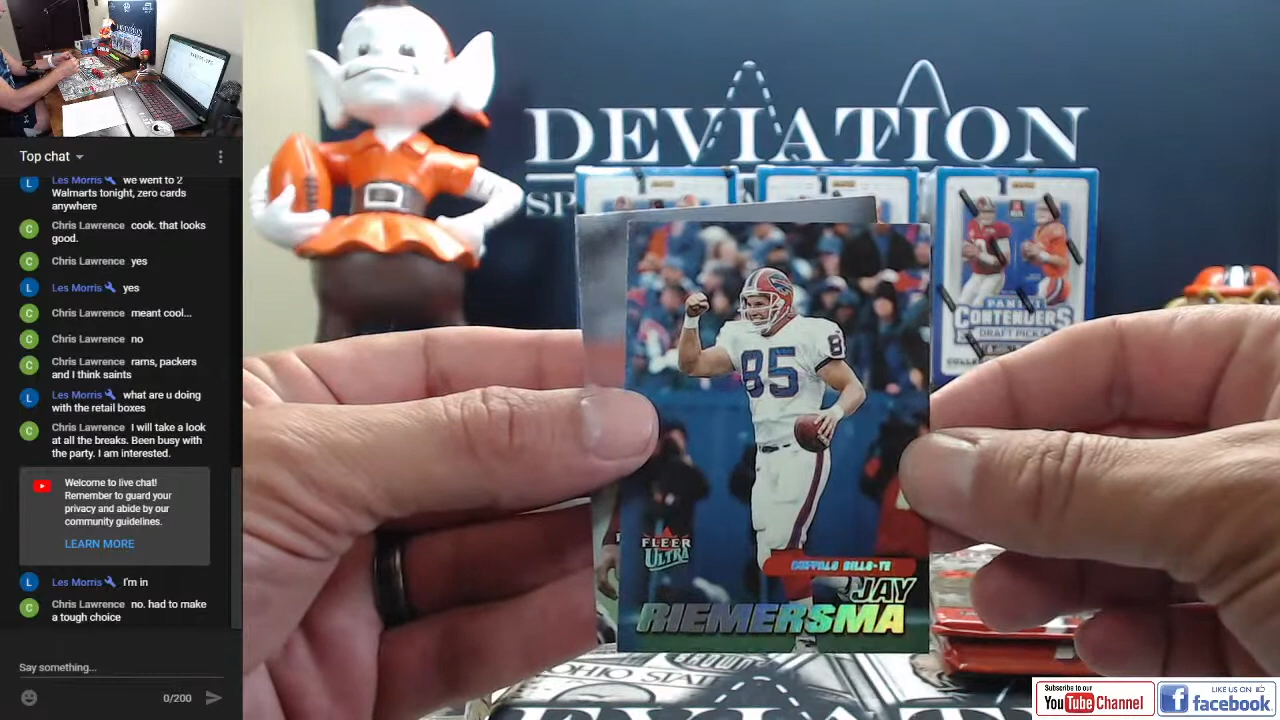 Top chat
Les Morris we went to 2
Walmarts tonight, zero cards
anywhere
Chris Lawrence cook. that looks
good.
Chris Lawrence yes
Les Morris yes
Chris Lawrence meant cool...
Chris Lawrence no
Chris Lawrence rams, packers
and I think saints
Les Morris what are u doing
with the retail boxes
Chris Lawrence I will take a look
at all the breaks. Been busy with
the party. I am interested.
Welcome to live chat!
Remember to guard your
privacy and abide by our
community guidelines.
LEARN MORE
Les Morris I'm in
Chris Lawrence no. had to make
a tough choice
Say something...
0/200
L
C
C
L
C
C
C
L
C
L
C
DEVIATION
SP
PANINI
CONTENDERS
DRAFT PICKS
85
8
FLEER
ULTRA
BUFFALO BILLS-TE
JAY
RIEMERSMA
OHIO STA
BROWN
DEVIATI
Subscribe to our
YouTube Channel
LIKE US ON
f facebook